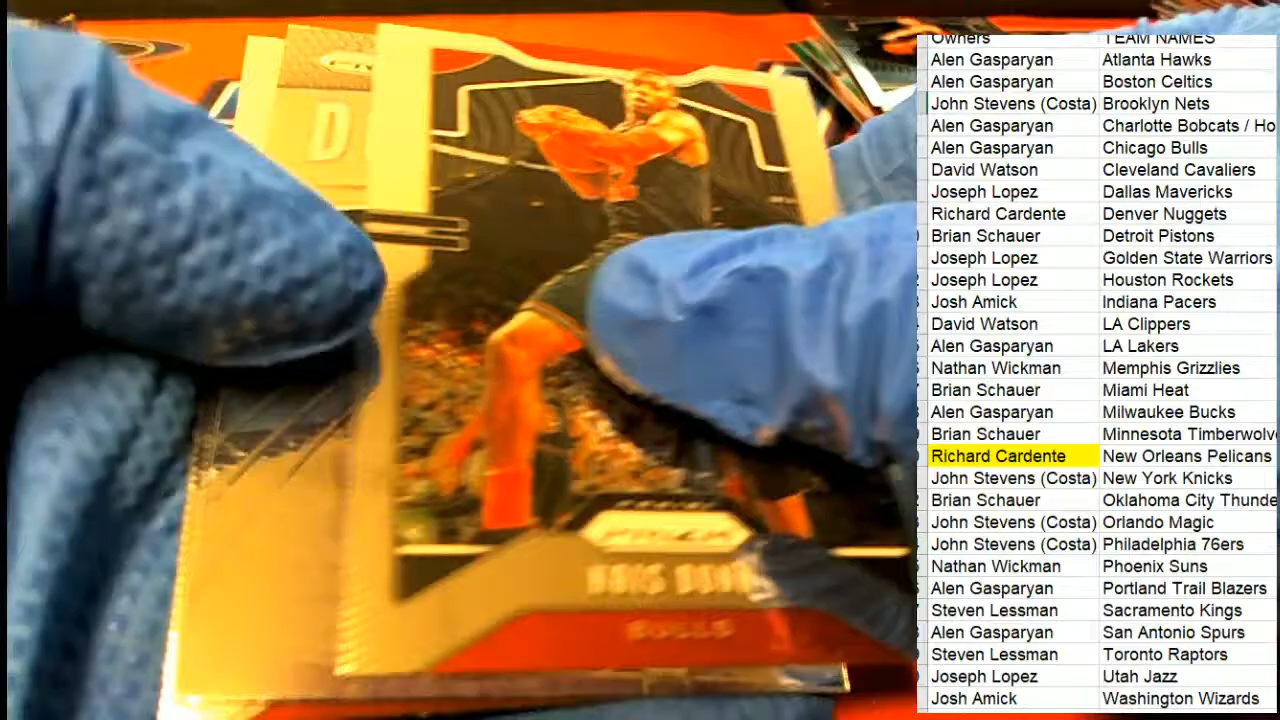 Owners TEAM NAMES
Alen Gasparyan Atlanta Hawks
Alen Gasparyan Boston Celtics
John Stevens (Costa) Brooklyn Nets
Alen Gasparyan Charlotte Bobcats / Ho
Alen Gasparyan Chicago Bulls
David Watson Cleveland Cavaliers
Joseph Lopez Dallas Mavericks
Richard Cardente Denver Nuggets
Brian Schauer Detroit Pistons
Joseph Lopez Golden State Warriors
Joseph Lopez Houston Rockets
Josh Amick Indiana Pacers
David Watson LA Clippers
Alen Gasparyan LA Lakers
Nathan Wickman Memphis Grizzlies
Brian Schauer Miami Heat
Alen Gasparyan Milwaukee Bucks
Brian Schauer Minnesota Timberwolv
Richard Cardente New Orleans Pelicans
John Stevens (Costa) New York Knicks
Brian Schauer Oklahoma City Thunde
John Stevens (Costa) Orlando Magic
John Stevens (Costa) Philadelphia 76ers
Nathan Wickman Phoenix Suns
Alen Gasparyan Portland Trail Blazers
Steven Lessman Sacramento Kings
Alen Gasparyan San Antonio Spurs
Steven Lessman Toronto Raptors
Joseph Lopez Utah Jazz
Josh Amick Washington Wizards
D
PRIZM
KRIS DUNN
BULLS